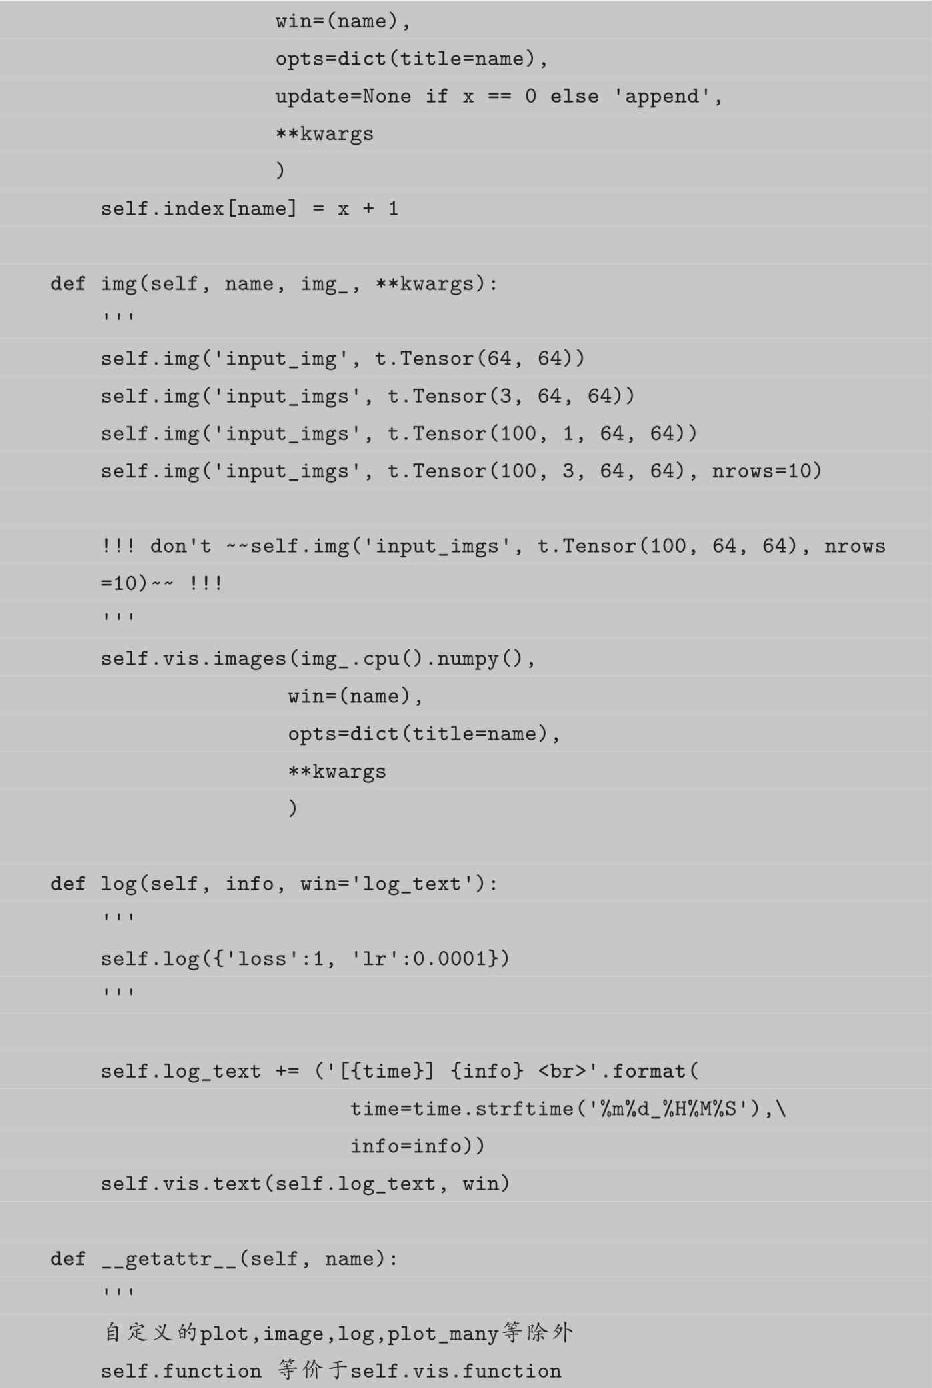 win=(name),
opts=dict(title=name),
update=None if x == 0 else 'append',
**kwargs
)
self.index[name] = x + 1
def img(self, name, img_, **kwargs):
'''
self.img('input_img', t.Tensor(64, 64))
self.img('input_imgs', t.Tensor(3, 64, 64))
self.img('input_imgs', t.Tensor(100, 1, 64, 64))
self.img('input_imgs', t.Tensor(100, 3, 64, 64), nrows=10)
!!! don't ~~self.img('input_imgs', t.Tensor(100, 64, 64), nrows
=10)~~ !!!
'''
self.vis.images(img_.cpu().numpy(),
win=(name),
opts=dict(title=name),
**kwargs
)
def log(self, info, win='log_text'):
'''
self.log({'loss':1, 'lr':0.0001})
'''
self.log_text += ('[{time}] {info} <br>'.format(
time=time.strftime('%m%d_%H%M%S'),\
info=info))
self.vis.text(self.log_text, win)
def __getattr__(self, name):
'''
自定义的plot,image,log,plot_many等除外
self.function 等价于self.vis.function